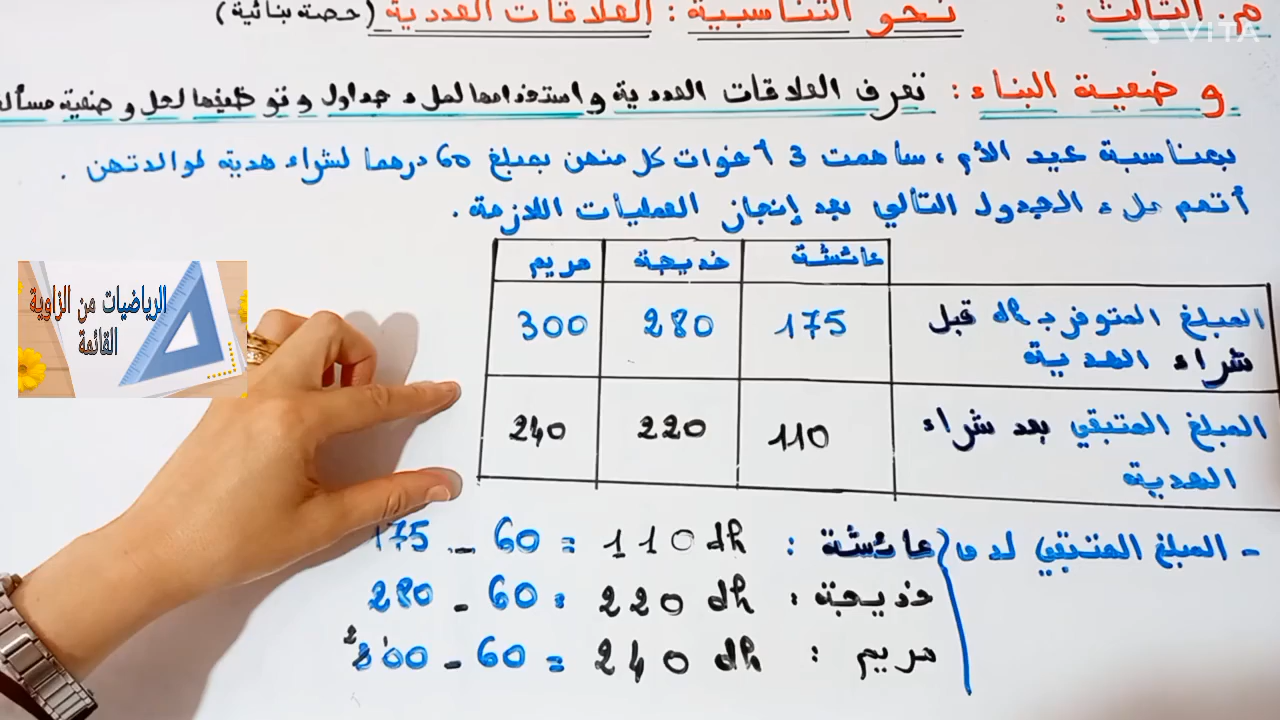 م. الثالث : نحو التناسبية : العلاقات العددية (حصة بنائية)
VITA
وضعية البناء : تعرف العلاقات العددية واستخدامها لملء جداول و توظيفها لحل وضعية مسألة
بمناسبة عيد الأم ، ساهمت 3 أخوات كل منهن بمبلغ 60 درهما لشراء هدية لوالدتهن .
أتمم ملء الجدول التالي بعد إنجاز العمليات اللازمة .
عائشة خديجة مريم
المبلغ المتوفر بـ dh قبل شراء الهدية 175 280 300
المبلغ المتبقي بعد شراء الهدية 110 220 240
الرياضيات من الزاوية
القائمة
- المبلغ المتبقي لدى عائشة : 175 - 60 = 110 dh
خديجة : 280 - 60 = 220 dh
مريم : 300 - 60 = 240 dh